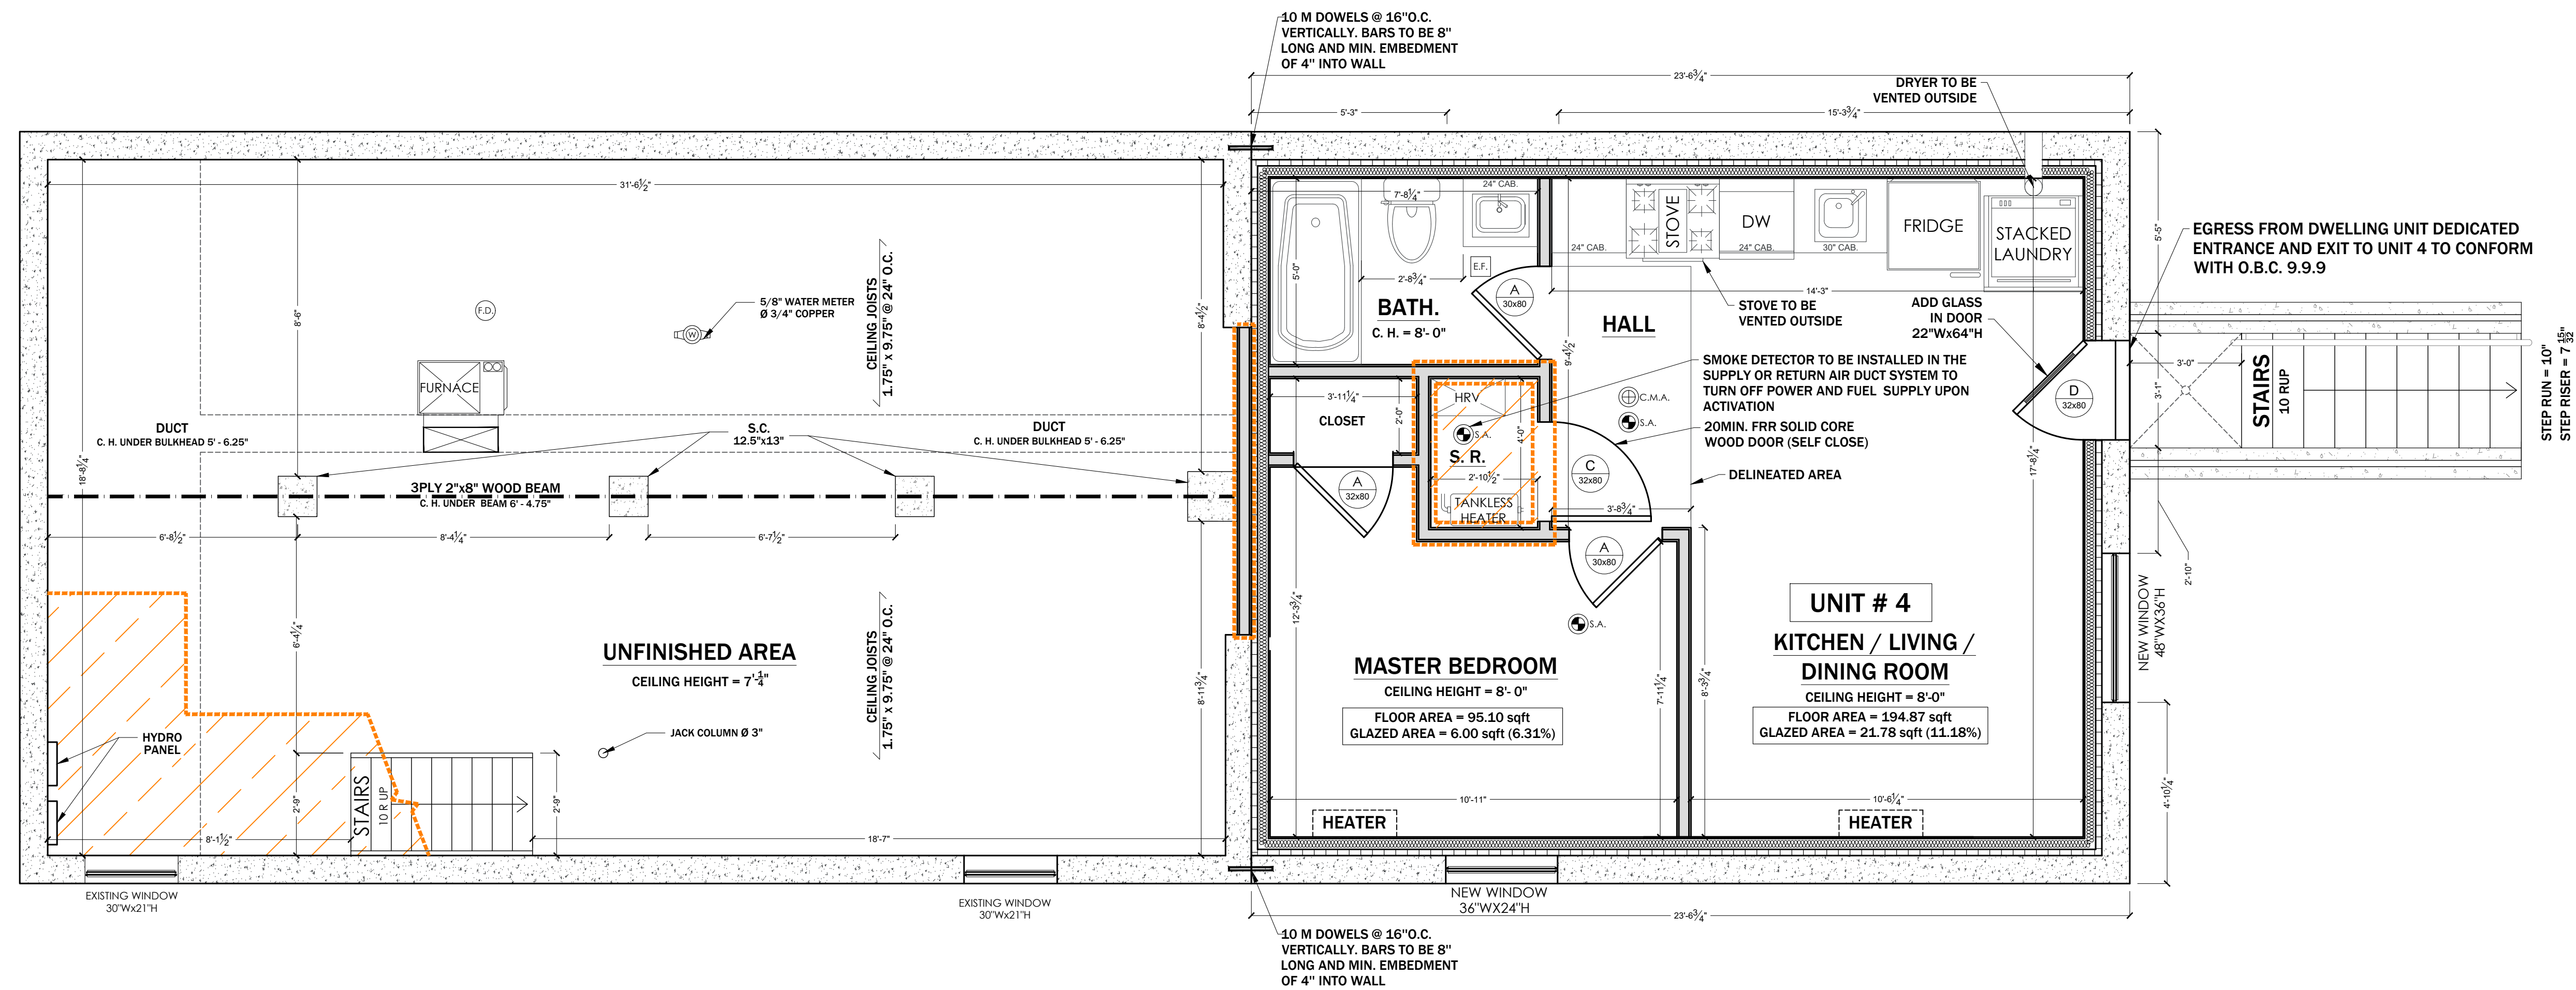 10 M DOWELS @ 16"O.C.
VERTICALLY. BARS TO BE 8"
LONG AND MIN. EMBEDMENT
OF 4" INTO WALL
23'-6¾"
DRYER TO BE
VENTED OUTSIDE
5'-3"
15'-3¾"
31'-6½"
8'-6"
18'-8¼"
F.D.
FURNACE
W
5/8" WATER METER
Ø 3/4" COPPER
CEILING JOISTS
1.75" x 9.75" @ 24" O.C.
8'-4½"
DUCT
C. H. UNDER BULKHEAD 5' - 6.25"
S.C.
12.5"x13"
DUCT
C. H. UNDER BULKHEAD 5' - 6.25"
3PLY 2"x8" WOOD BEAM
C. H. UNDER BEAM 6' - 4.75"
6'-8½"
8'-4¼"
6'-7½"
6'-4¼"
UNFINISHED AREA
CEILING HEIGHT = 7'-¼"
CEILING JOISTS
1.75" x 9.75" @ 24" O.C.
8'-11¾"
JACK COLUMN Ø 3"
HYDRO
PANEL
STAIRS
10 R UP
2'-9"
2'-9"
8'-1½"
18'-7"
EXISTING WINDOW
30"Wx21"H
EXISTING WINDOW
30"Wx21"H
7'-8¼"
24" CAB.
5'-0"
2'-8¾"
E.F.
BATH.
C. H. = 8'- 0"
A
30x80
24" CAB.
STOVE
DW
24" CAB.
30" CAB.
FRIDGE
STACKED
LAUNDRY
14'-3"
STOVE TO BE
VENTED OUTSIDE
ADD GLASS
IN DOOR
22"Wx64"H
HALL
9'-4½"
SMOKE DETECTOR TO BE INSTALLED IN THE
SUPPLY OR RETURN AIR DUCT SYSTEM TO
TURN OFF POWER AND FUEL SUPPLY UPON
ACTIVATION
C.M.A.
S.A.
20MIN. FRR SOLID CORE
WOOD DOOR (SELF CLOSE)
DELINEATED AREA
3'-11¼"
CLOSET
2'-0"
HRV
S.A.
4'-0"
S. R.
2'-10½"
TANKLESS
HEATER
C
32x80
3'-8¾"
A
32x80
A
30x80
S.A.
12'-3¾"
MASTER BEDROOM
CEILING HEIGHT = 8'- 0"
FLOOR AREA = 95.10 sqft
GLAZED AREA = 6.00 sqft (6.31%)
7'-11¼"
8'-3¾"
10'-11"
HEATER
UNIT # 4
KITCHEN / LIVING /
DINING ROOM
CEILING HEIGHT = 8'-0"
FLOOR AREA = 194.87 sqft
GLAZED AREA = 21.78 sqft (11.18%)
17'-8¼"
10'-6¼"
HEATER
D
32x80
5'-5"
EGRESS FROM DWELLING UNIT DEDICATED
ENTRANCE AND EXIT TO UNIT 4 TO CONFORM
WITH O.B.C. 9.9.9
3'-0"
3'-1"
STAIRS
10 RUP
STEP RUN = 10"
STEP RISER = 7 15/32"
2'-10"
NEW WINDOW
48"WX36"H
4'-10¼"
NEW WINDOW
36"WX24"H
23'-6¾"
10 M DOWELS @ 16"O.C.
VERTICALLY. BARS TO BE 8"
LONG AND MIN. EMBEDMENT
OF 4" INTO WALL